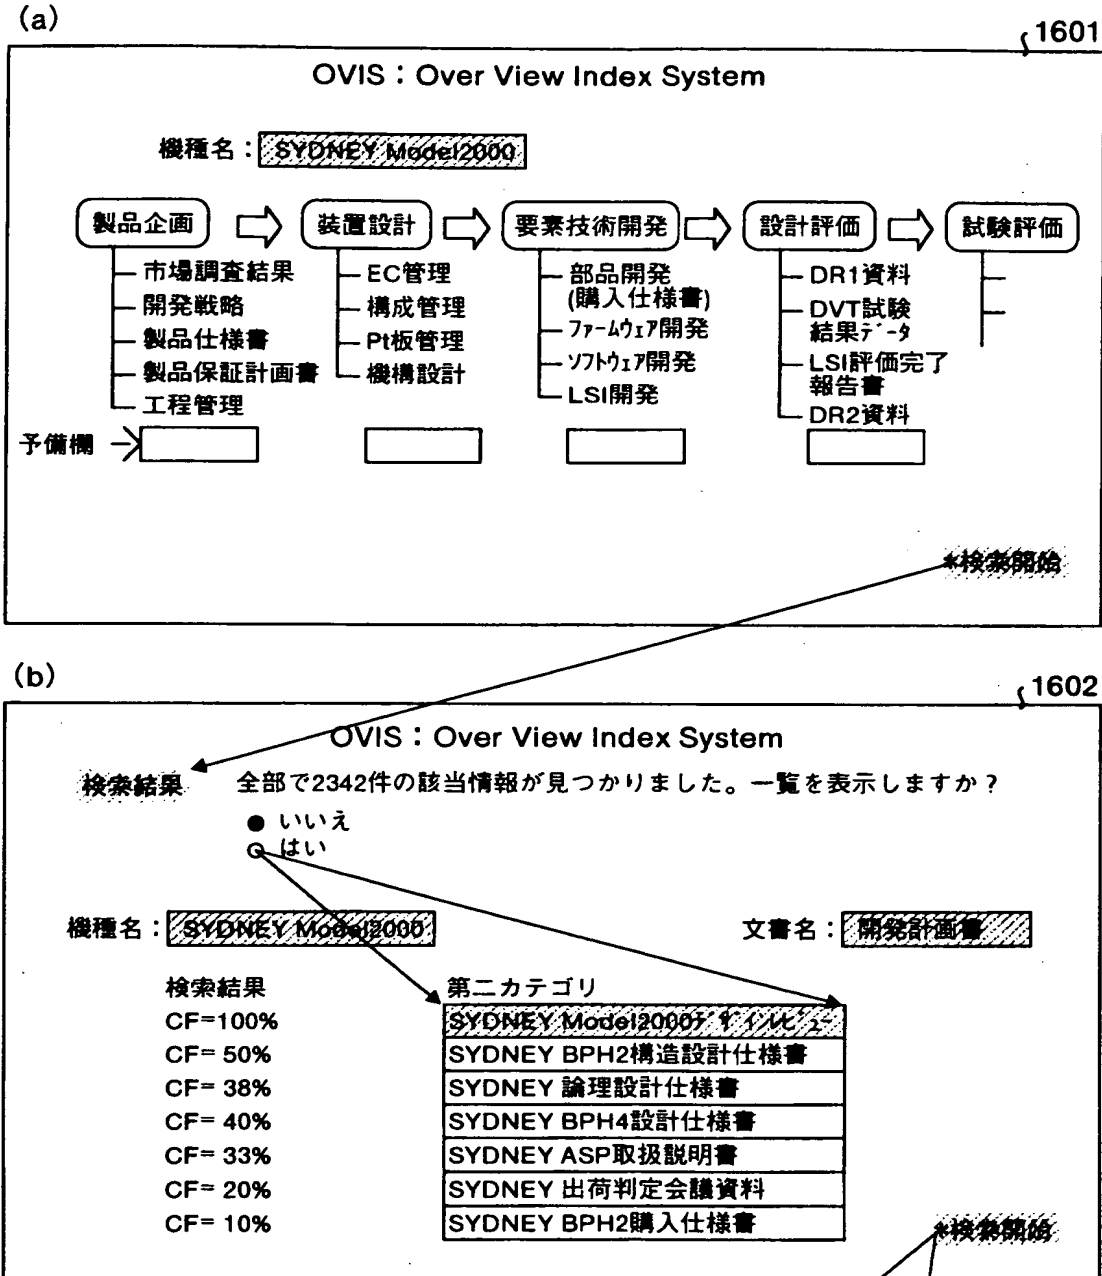 (a)
1601
OVIS：Over View Index System
機種名：SYDNEY Model2000
製品企画 装置設計 要素技術開発 設計評価 試験評価
市場調査結果
開発戦略
製品仕様書
製品保証計画書
工程管理
EC管理
構成管理
Pt板管理
機構設計
部品開発
(購入仕様書)
ファームウェア開発
ソフトウェア開発
LSI開発
DR1資料
DVT試験
結果データ
LSI評価完了
報告書
DR2資料
予備欄
*検索開始
(b)
1602
OVIS：Over View Index System
検索結果 全部で2342件の該当情報が見つかりました。一覧を表示しますか？
● いいえ
○ はい
機種名：SYDNEY Model2000 文書名：開発計画書
検索結果 第二カテゴリ
CF=100% SYDNEY Model2000デザインレビュー
CF= 50% SYDNEY BPH2構造設計仕様書
CF= 38% SYDNEY 論理設計仕様書
CF= 40% SYDNEY BPH4設計仕様書
CF= 33% SYDNEY ASP取扱説明書
CF= 20% SYDNEY 出荷判定会議資料
CF= 10% SYDNEY BPH2購入仕様書
*検索開始